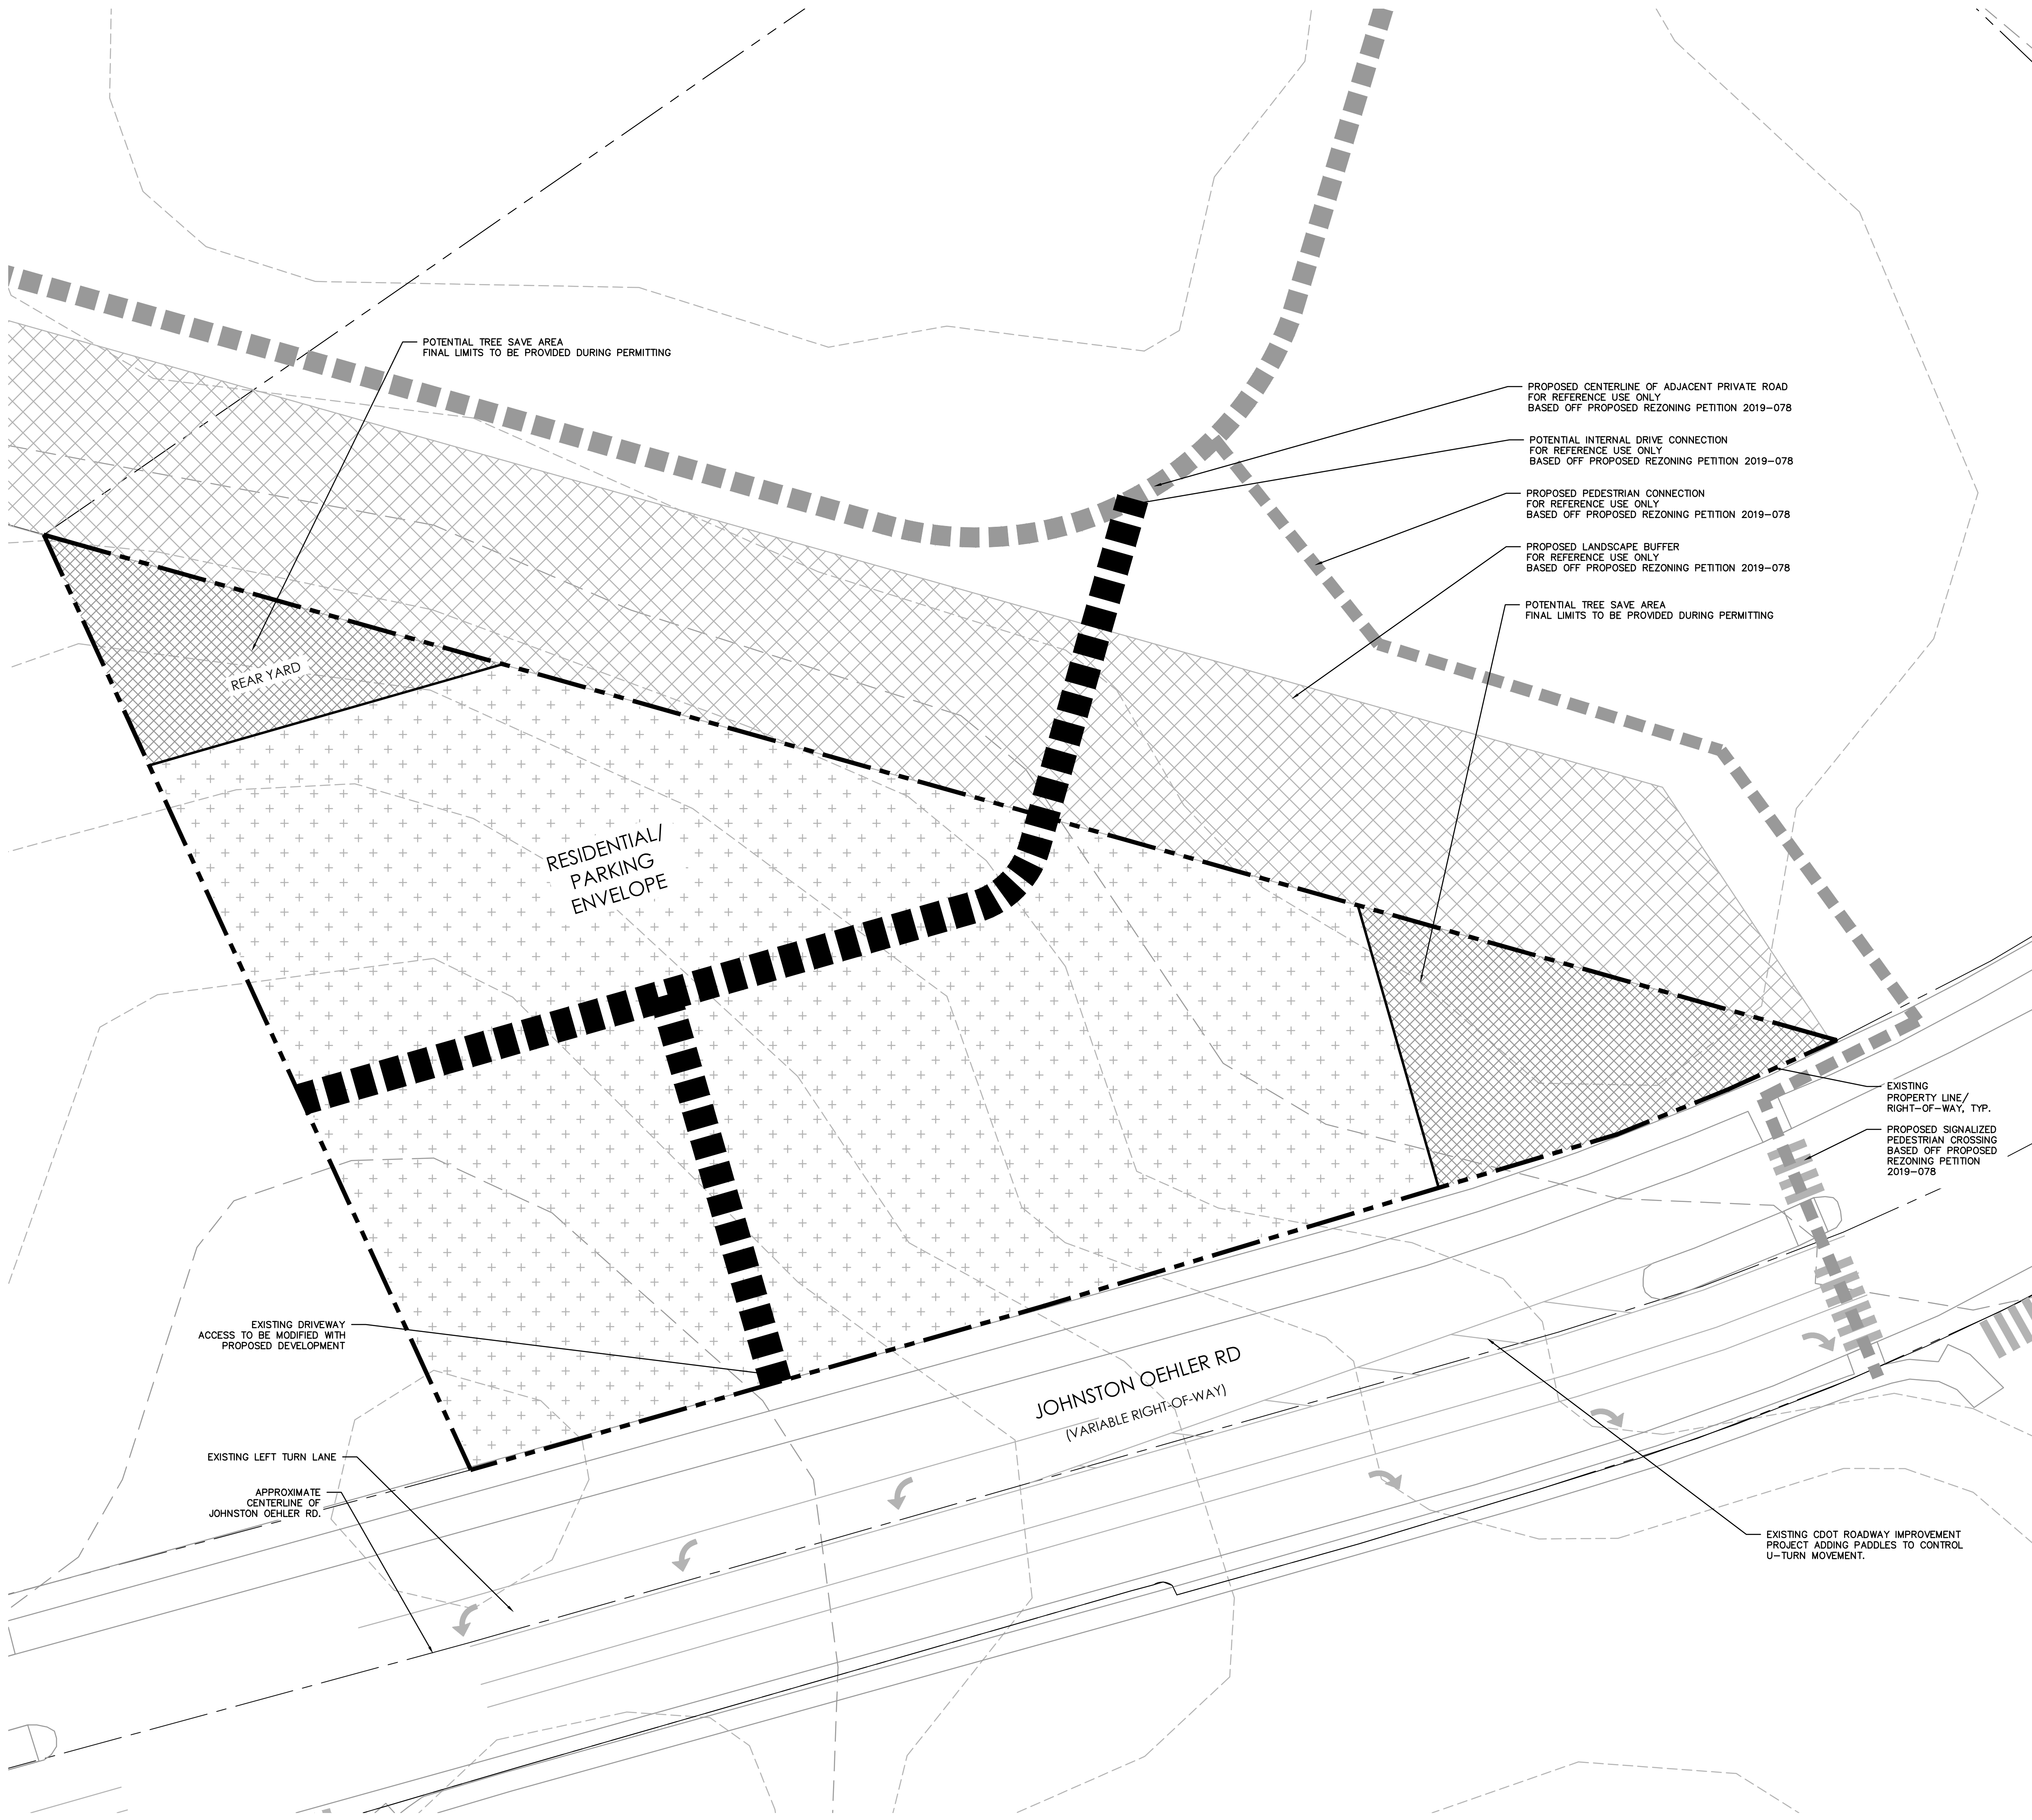 POTENTIAL TREE SAVE AREA
FINAL LIMITS TO BE PROVIDED DURING PERMITTING
PROPOSED CENTERLINE OF ADJACENT PRIVATE ROAD
FOR REFERENCE USE ONLY
BASED OFF PROPOSED REZONING PETITION 2019-078
POTENTIAL INTERNAL DRIVE CONNECTION
FOR REFERENCE USE ONLY
BASED OFF PROPOSED REZONING PETITION 2019-078
PROPOSED PEDESTRIAN CONNECTION
FOR REFERENCE USE ONLY
BASED OFF PROPOSED REZONING PETITION 2019-078
PROPOSED LANDSCAPE BUFFER
FOR REFERENCE USE ONLY
BASED OFF PROPOSED REZONING PETITION 2019-078
POTENTIAL TREE SAVE AREA
FINAL LIMITS TO BE PROVIDED DURING PERMITTING
REAR YARD
RESIDENTIAL/
PARKING
ENVELOPE
EXISTING
PROPERTY LINE/
RIGHT-OF-WAY, TYP.
PROPOSED SIGNALIZED
PEDESTRIAN CROSSING
BASED OFF PROPOSED
REZONING PETITION
2019-078
EXISTING DRIVEWAY
ACCESS TO BE MODIFIED WITH
PROPOSED DEVELOPMENT
JOHNSTON OEHLER RD
(VARIABLE RIGHT-OF-WAY)
EXISTING LEFT TURN LANE
APPROXIMATE
CENTERLINE OF
JOHNSTON OEHLER RD.
EXISTING CDOT ROADWAY IMPROVEMENT
PROJECT ADDING PADDLES TO CONTROL
U-TURN MOVEMENT.